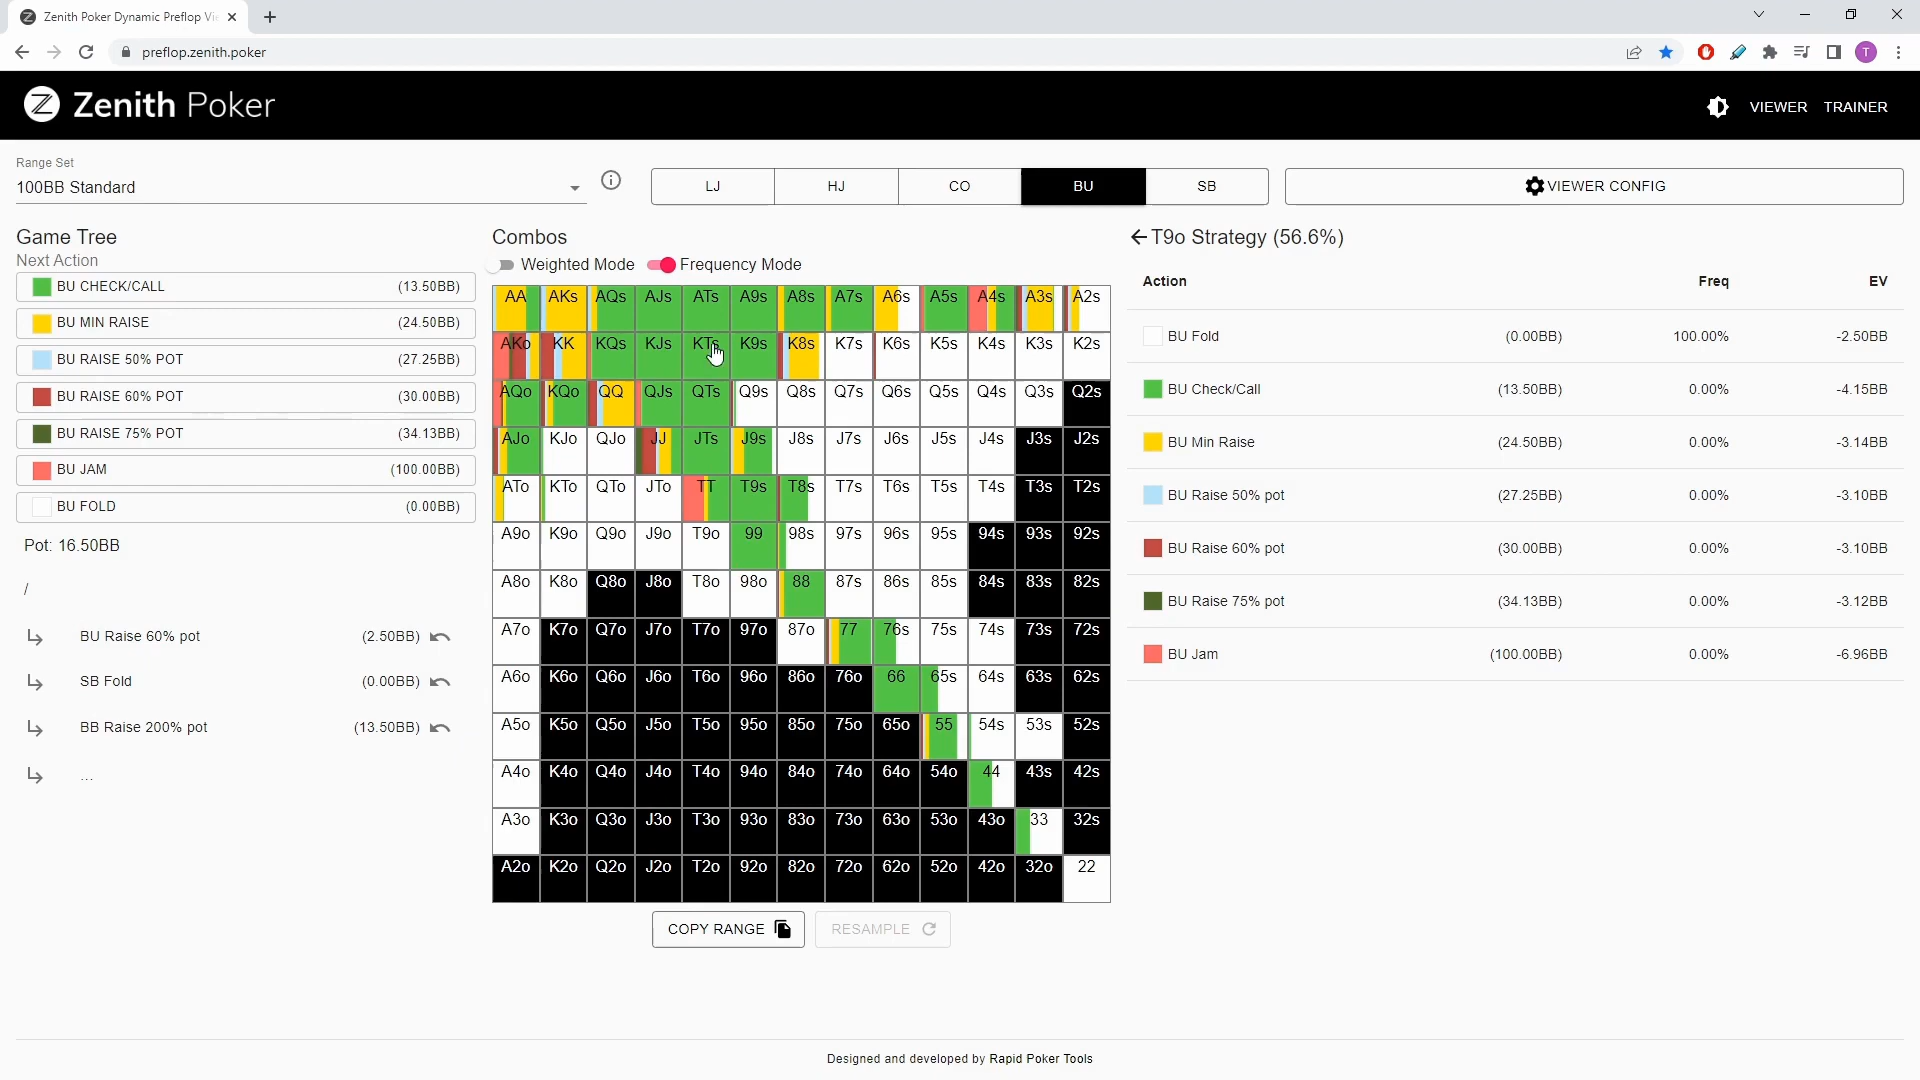 Zenith Poker Dynamic Preflop Vi
preflop.zenith.poker
T
Zenith Poker
VIEWER TRAINER
Range Set
100BB Standard
LJ HJ CO BU SB
VIEWER CONFIG
Game Tree
Next Action
BU CHECK/CALL (13.50BB)
BU MIN RAISE (24.50BB)
BU RAISE 50% POT (27.25BB)
BU RAISE 60% POT (30.00BB)
BU RAISE 75% POT (34.13BB)
BU JAM (100.00BB)
BU FOLD (0.00BB)
Pot: 16.50BB
/
BU Raise 60% pot (2.50BB)
SB Fold (0.00BB)
BB Raise 200% pot (13.50BB)
...
Combos
Weighted Mode Frequency Mode
AA AKs AQs AJs ATs A9s A8s A7s A6s A5s A4s A3s A2s
AKo KK KQs KJs KTs K9s K8s K7s K6s K5s K4s K3s K2s
AQo KQo QQ QJs QTs Q9s Q8s Q7s Q6s Q5s Q4s Q3s Q2s
AJo KJo QJo JJ JTs J9s J8s J7s J6s J5s J4s J3s J2s
ATo KTo QTo JTo TT T9s T8s T7s T6s T5s T4s T3s T2s
A9o K9o Q9o J9o T9o 99 98s 97s 96s 95s 94s 93s 92s
A8o K8o Q8o J8o T8o 98o 88 87s 86s 85s 84s 83s 82s
A7o K7o Q7o J7o T7o 97o 87o 77 76s 75s 74s 73s 72s
A6o K6o Q6o J6o T6o 96o 86o 76o 66 65s 64s 63s 62s
A5o K5o Q5o J5o T5o 95o 85o 75o 65o 55 54s 53s 52s
A4o K4o Q4o J4o T4o 94o 84o 74o 64o 54o 44 43s 42s
A3o K3o Q3o J3o T3o 93o 83o 73o 63o 53o 43o 33 32s
A2o K2o Q2o J2o T2o 92o 82o 72o 62o 52o 42o 32o 22
COPY RANGE RESAMPLE
T9o Strategy (56.6%)
Action Freq EV
BU Fold (0.00BB) 100.00% -2.50BB
BU Check/Call (13.50BB) 0.00% -4.15BB
BU Min Raise (24.50BB) 0.00% -3.14BB
BU Raise 50% pot (27.25BB) 0.00% -3.10BB
BU Raise 60% pot (30.00BB) 0.00% -3.10BB
BU Raise 75% pot (34.13BB) 0.00% -3.12BB
BU Jam (100.00BB) 0.00% -6.96BB
Designed and developed by Rapid Poker Tools